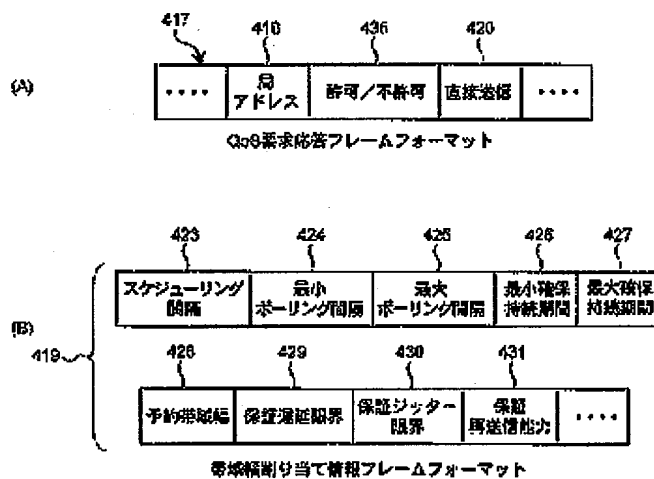 417
418
436
420
(A)
‥‥
局
アドレス
許可／不許可
直接送信
‥‥
QoS要求応答フレームフォーマット
423
424
425
426
427
スケジューリング
間隔
最小
ポーリング間隔
最大
ポーリング間隔
最小確保
持続期間
最大確保
持続期間
(B)
419
428
429
430
431
予約帯域幅
保証遅延限界
保証ジッター
限界
保証
再送信能力
‥‥
帯域幅割り当て情報フレームフォーマット